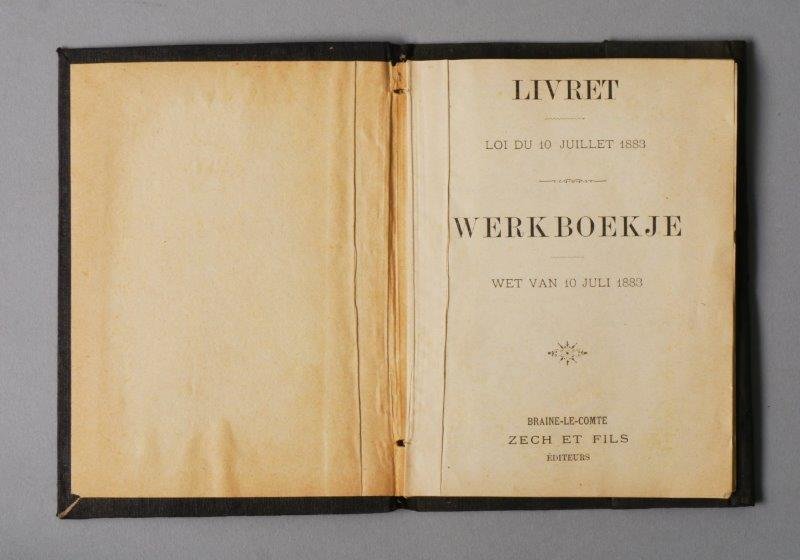 LIVRET
LOI DU 10 JUILLET 1883
WERKBOEKJE
WET VAN 10 JULI 1883
BRAINE-LE-COMTE
ZECH ET FILS
ÉDITEURS